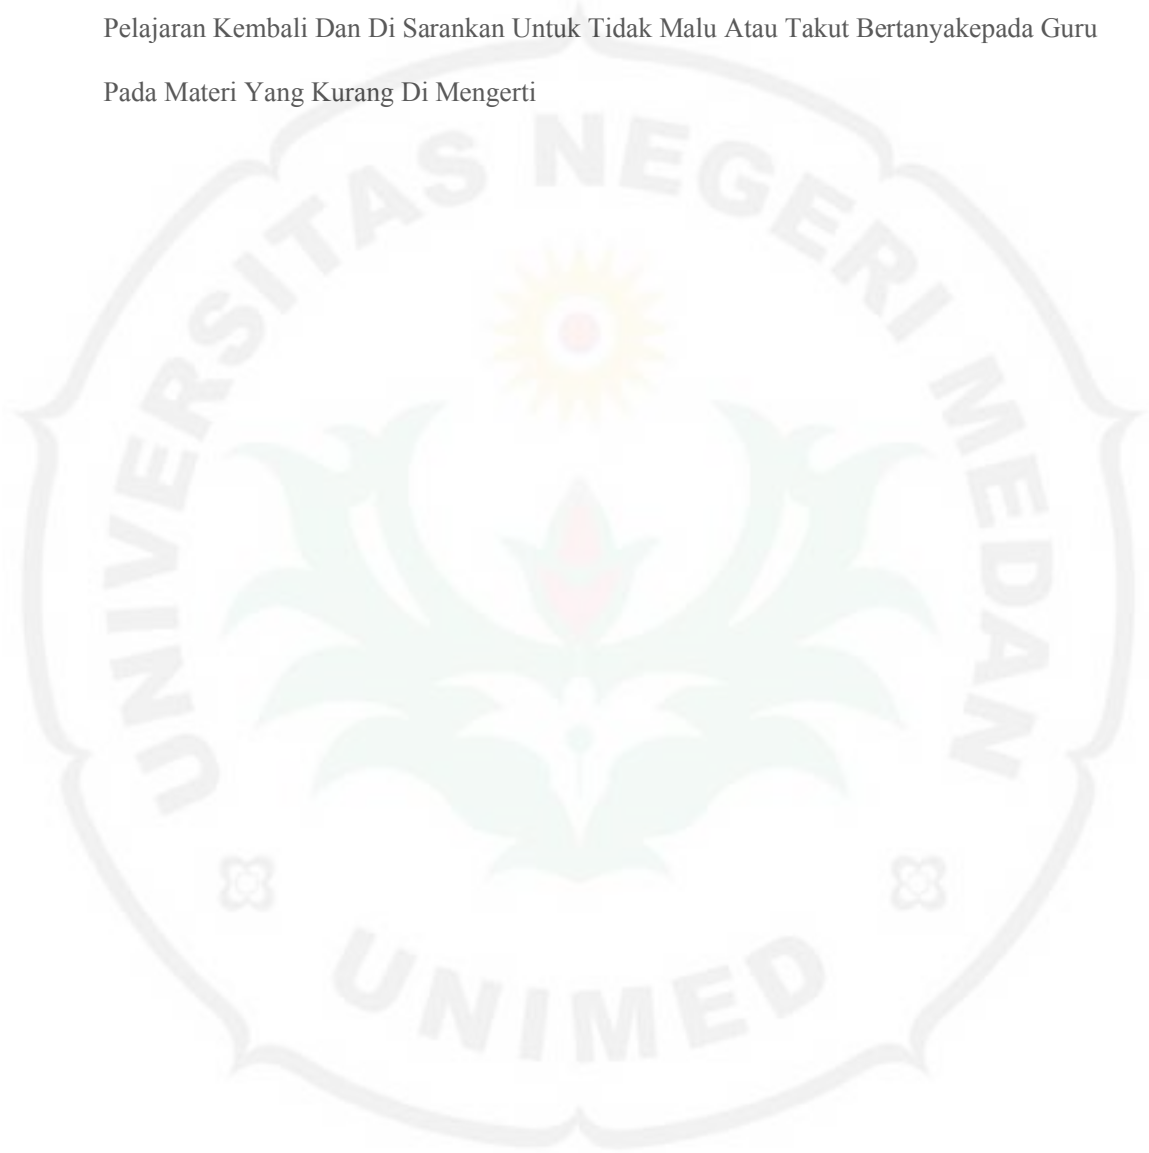 Pelajaran Kembali Dan Di Sarankan Untuk Tidak Malu Atau Takut Bertanyakepada Guru
Pada Materi Yang Kurang Di Mengerti
UNIVERSITAS NEGERI MEDAN
UNIMED